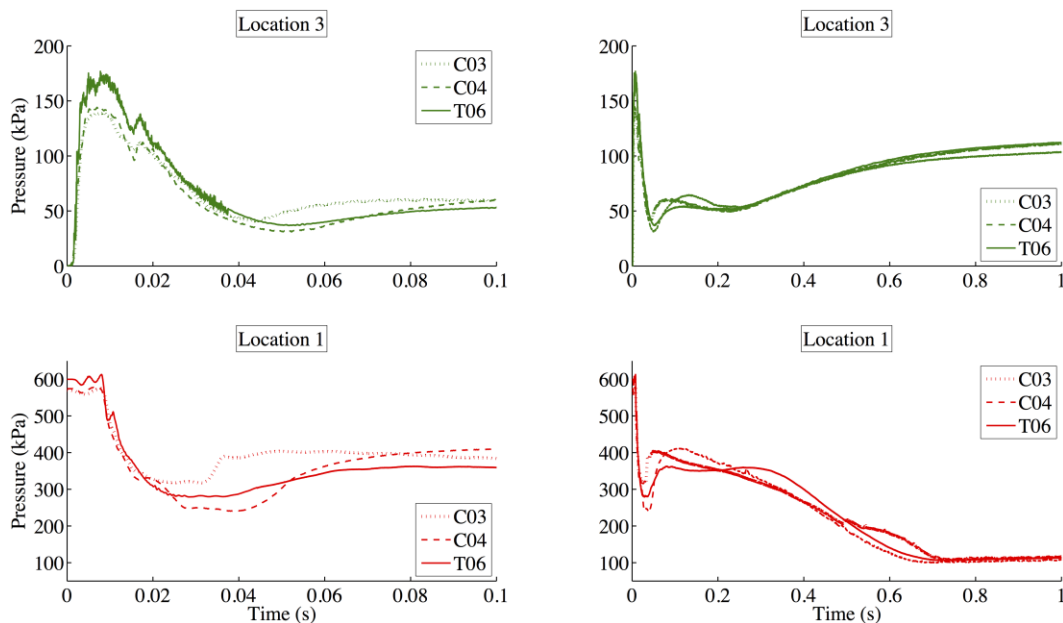 Location 3
Pressure (kPa)
200
150
100
50
0
0 0.02 0.04 0.06 0.08 0.1
C03
C04
T06
Location 3
200
150
100
50
0
0 0.2 0.4 0.6 0.8 1
C03
C04
T06
Location 1
Pressure (kPa)
600
500
400
300
200
100
0 0.02 0.04 0.06 0.08 0.1
Time (s)
C03
C04
T06
Location 1
600
500
400
300
200
100
0 0.2 0.4 0.6 0.8 1
Time (s)
C03
C04
T06